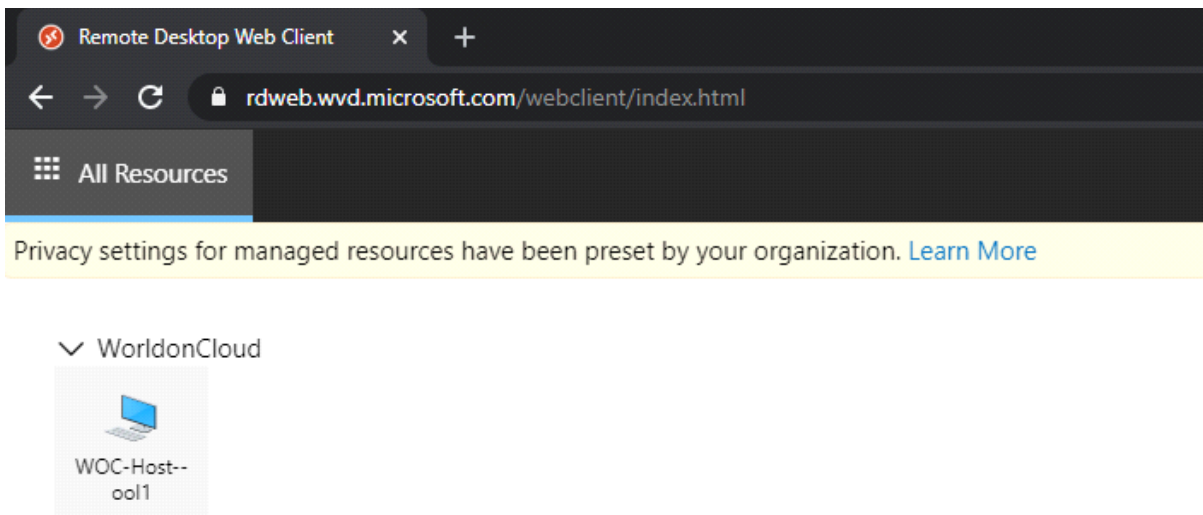 Remote Desktop Web Client
rdweb.wvd.microsoft.com/webclient/index.html
All Resources
Privacy settings for managed resources have been preset by your organization. Learn More
WorldonCloud
WOC-Host--
ool1